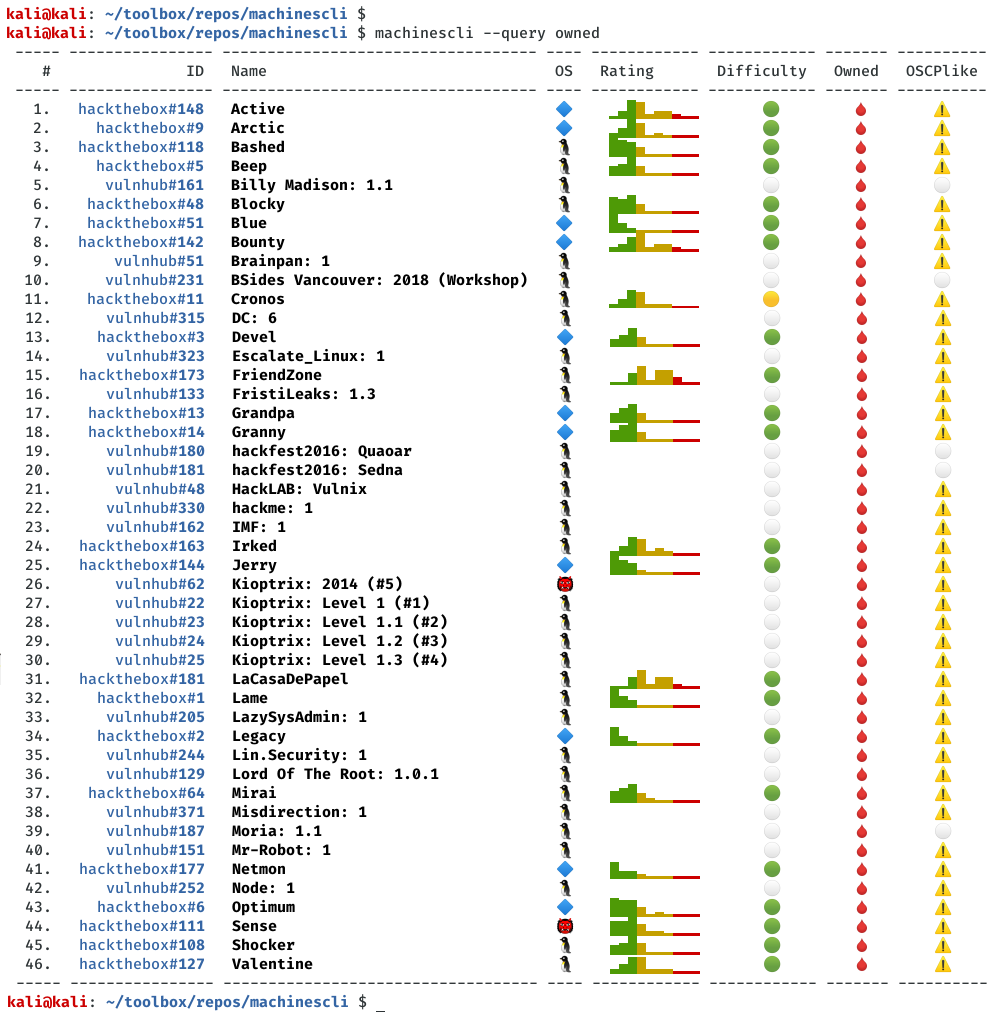 kali@kali: ~/toolbox/repos/machinescli $
kali@kali: ~/toolbox/repos/machinescli $ machinescli --query owned
# ID Name OS Rating Difficulty Owned OSCPlike
1. hackthebox#148 Active
2. hackthebox#9 Arctic
3. hackthebox#118 Bashed
4. hackthebox#5 Beep
5. vulnhub#161 Billy Madison: 1.1
6. hackthebox#48 Blocky
7. hackthebox#51 Blue
8. hackthebox#142 Bounty
9. vulnhub#51 Brainpan: 1
10. vulnhub#231 BSides Vancouver: 2018 (Workshop)
11. hackthebox#11 Cronos
12. vulnhub#315 DC: 6
13. hackthebox#3 Devel
14. vulnhub#323 Escalate_Linux: 1
15. hackthebox#173 FriendZone
16. vulnhub#133 FristiLeaks: 1.3
17. hackthebox#13 Grandpa
18. hackthebox#14 Granny
19. vulnhub#180 hackfest2016: Quaoar
20. vulnhub#181 hackfest2016: Sedna
21. vulnhub#48 HackLAB: Vulnix
22. vulnhub#330 hackme: 1
23. vulnhub#162 IMF: 1
24. hackthebox#163 Irked
25. hackthebox#144 Jerry
26. vulnhub#62 Kioptrix: 2014 (#5)
27. vulnhub#22 Kioptrix: Level 1 (#1)
28. vulnhub#23 Kioptrix: Level 1.1 (#2)
29. vulnhub#24 Kioptrix: Level 1.2 (#3)
30. vulnhub#25 Kioptrix: Level 1.3 (#4)
31. hackthebox#181 LaCasaDePapel
32. hackthebox#1 Lame
33. vulnhub#205 LazySysAdmin: 1
34. hackthebox#2 Legacy
35. vulnhub#244 Lin.Security: 1
36. vulnhub#129 Lord Of The Root: 1.0.1
37. hackthebox#64 Mirai
38. vulnhub#371 Misdirection: 1
39. vulnhub#187 Moria: 1.1
40. vulnhub#151 Mr-Robot: 1
41. hackthebox#177 Netmon
42. vulnhub#252 Node: 1
43. hackthebox#6 Optimum
44. hackthebox#111 Sense
45. hackthebox#108 Shocker
46. hackthebox#127 Valentine
kali@kali: ~/toolbox/repos/machinescli $ _